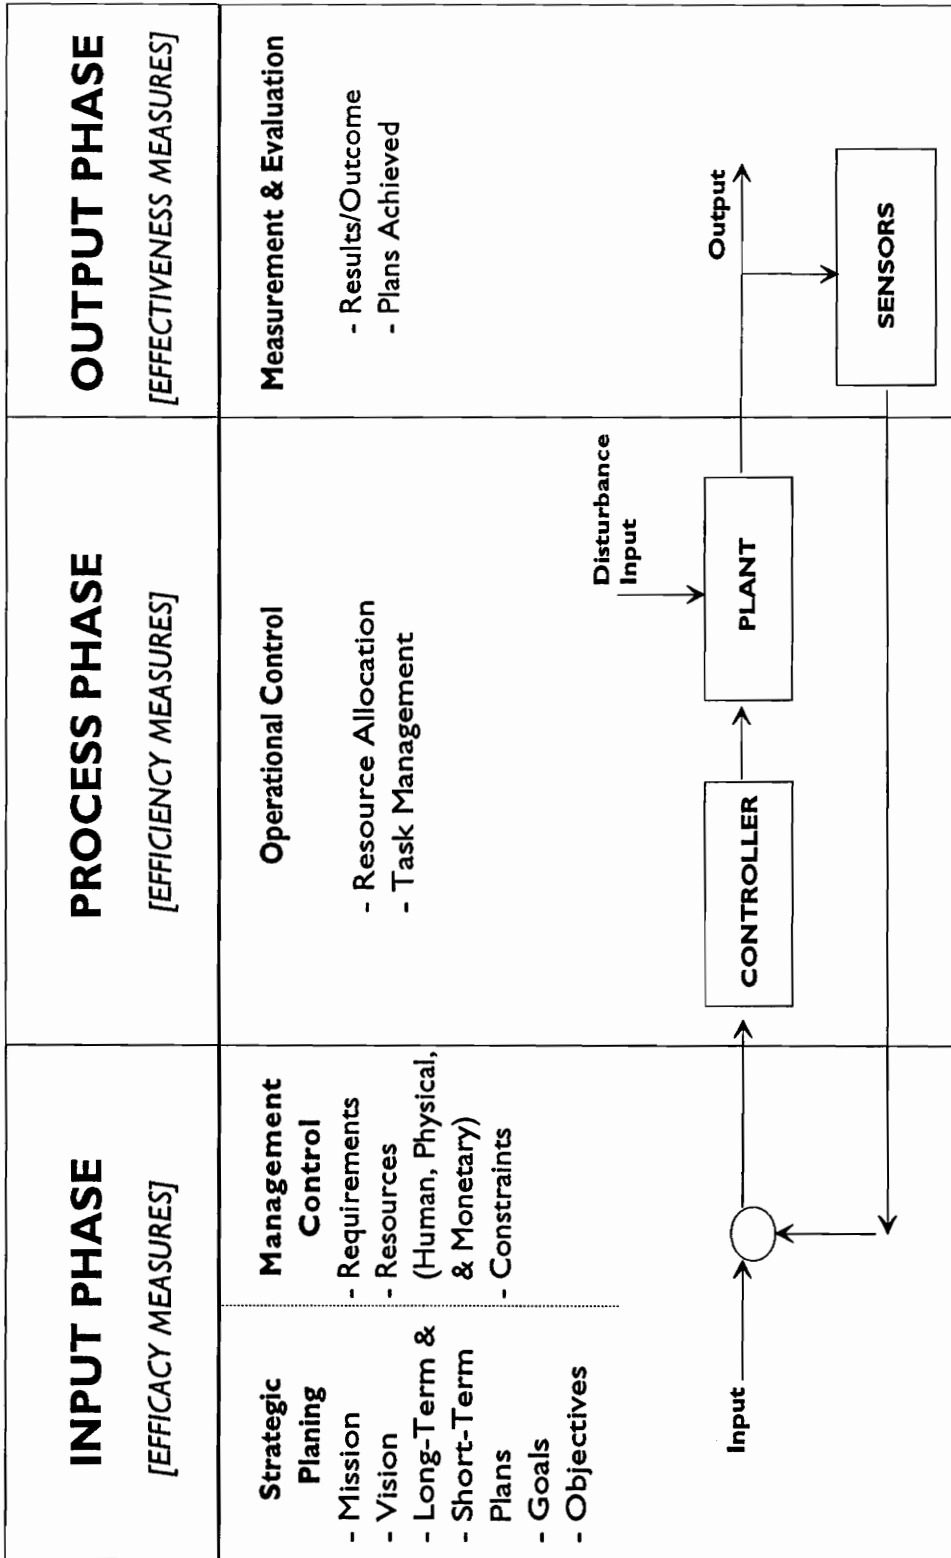 INPUT PHASE
[EFFICACY MEASURES]
PROCESS PHASE
[EFFICIENCY MEASURES]
OUTPUT PHASE
[EFFECTIVENESS MEASURES]
Strategic
Planing
- Mission
- Vision
- Long-Term &
- Short-Term
Plans
- Goals
- Objectives
Management
Control
- Requirements
- Resources
(Human, Physical,
& Monetary)
- Constraints
Operational Control
- Resource Allocation
- Task Management
Measurement & Evaluation
- Results/Outcome
- Plans Achieved
Input
CONTROLLER
Disturbance
Input
PLANT
Output
SENSORS